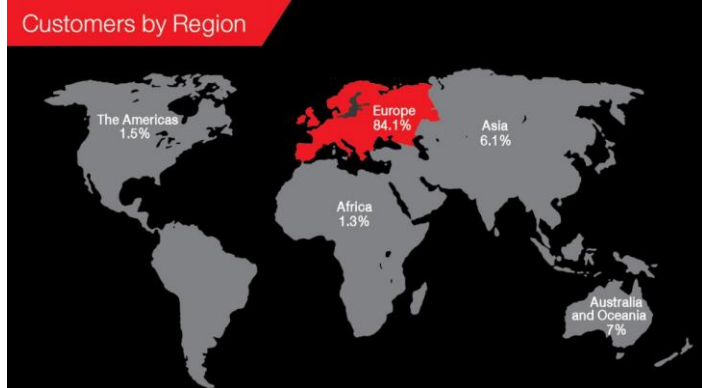 Customers by Region
The Americas
1.5%
Europe
84.1%
Asia
6.1%
Africa
1.3%
Australia
and Oceania
7%